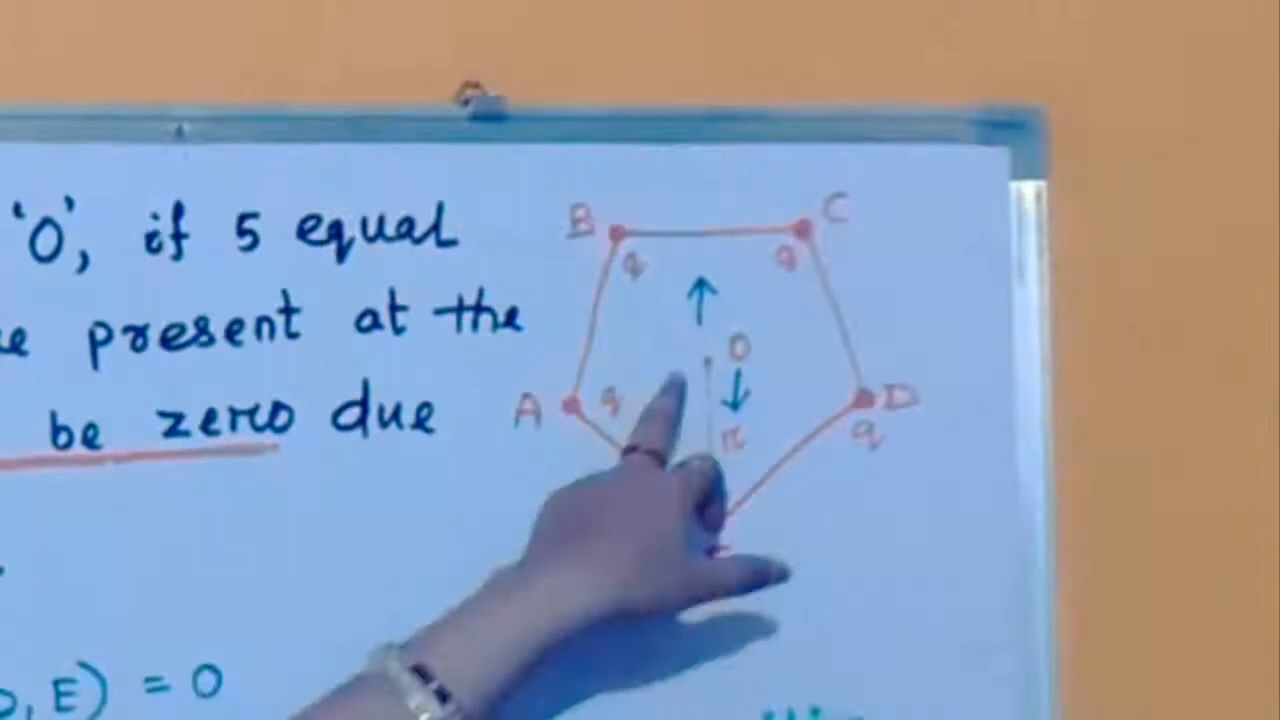 'O', if 5 equal
present at the
be zero due
, E) = 0
B
C
q
q
O
A
q
D
r
q